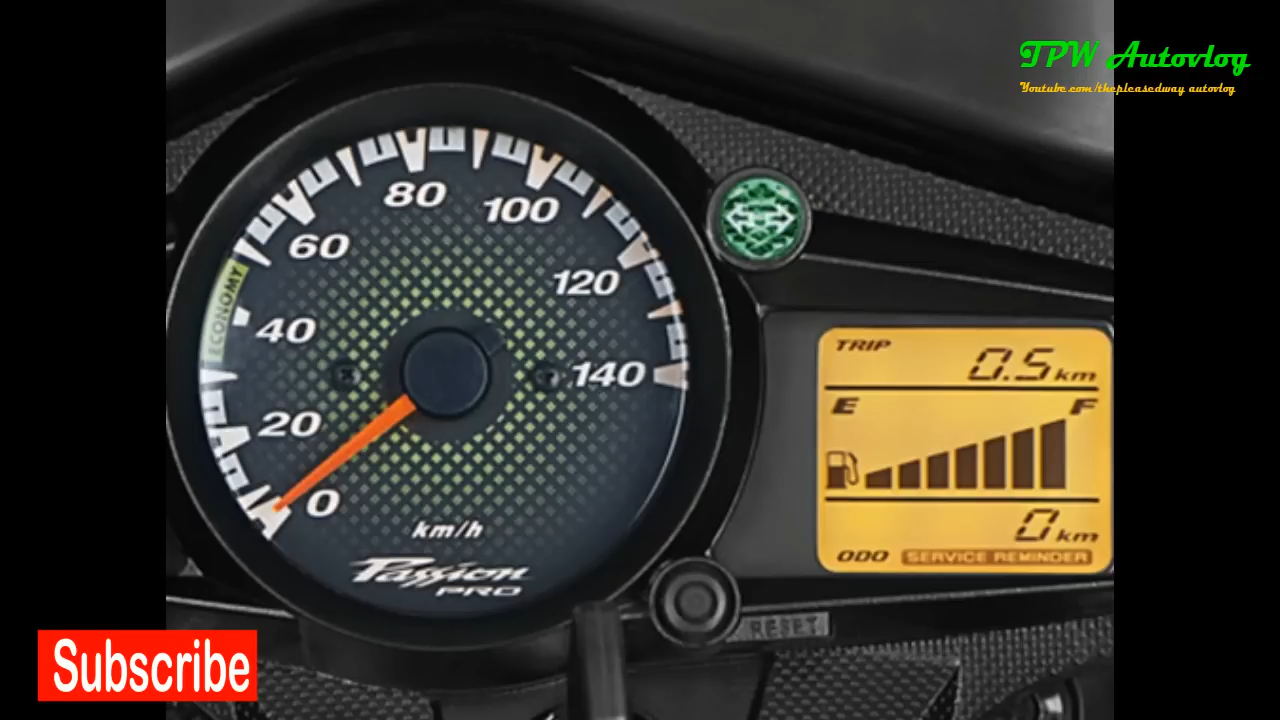 TPW Autovlog
Youtube.com/thepleasedway autovlog
80
100
60
120
ECONOMY
40
140
20
0
km/h
Passion
PRO
TRIP
0.5 km
E F
0 km
ODO SERVICE REMINDER
RESET
Subscribe